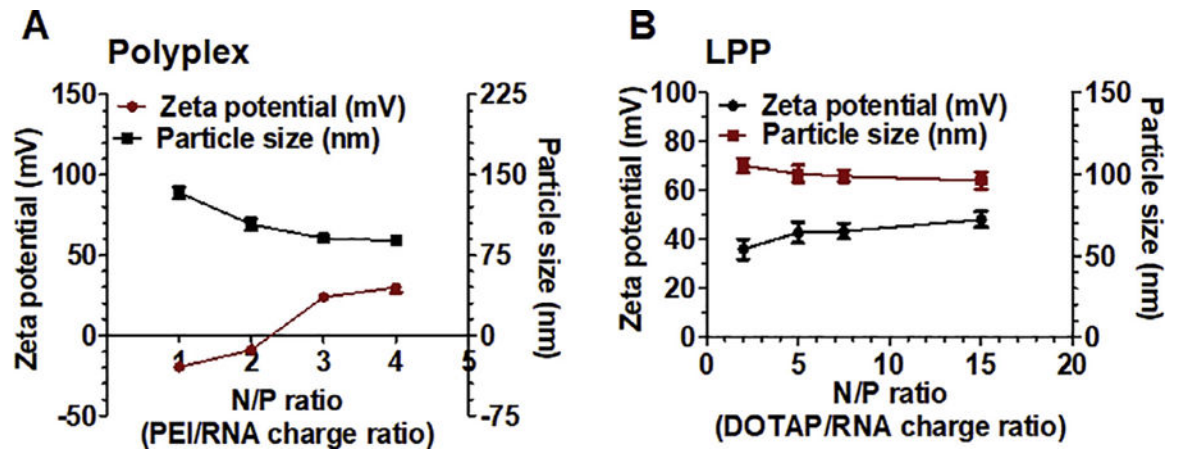 A
Polyplex
Zeta potential (mV)
Particle size (nm)
150
100
50
0
-50
Zeta potential (mV)
225
150
75
0
-75
Particle size
(nm)
1 2 3 4 5
N/P ratio
(PEI/RNA charge ratio)
B
LPP
Zeta potential (mV)
Particle size (nm)
100
80
60
40
20
0
Zeta potential (mV)
150
100
50
0
Particle size
(nm)
0 5 10 15 20
N/P ratio
(DOTAP/RNA charge ratio)